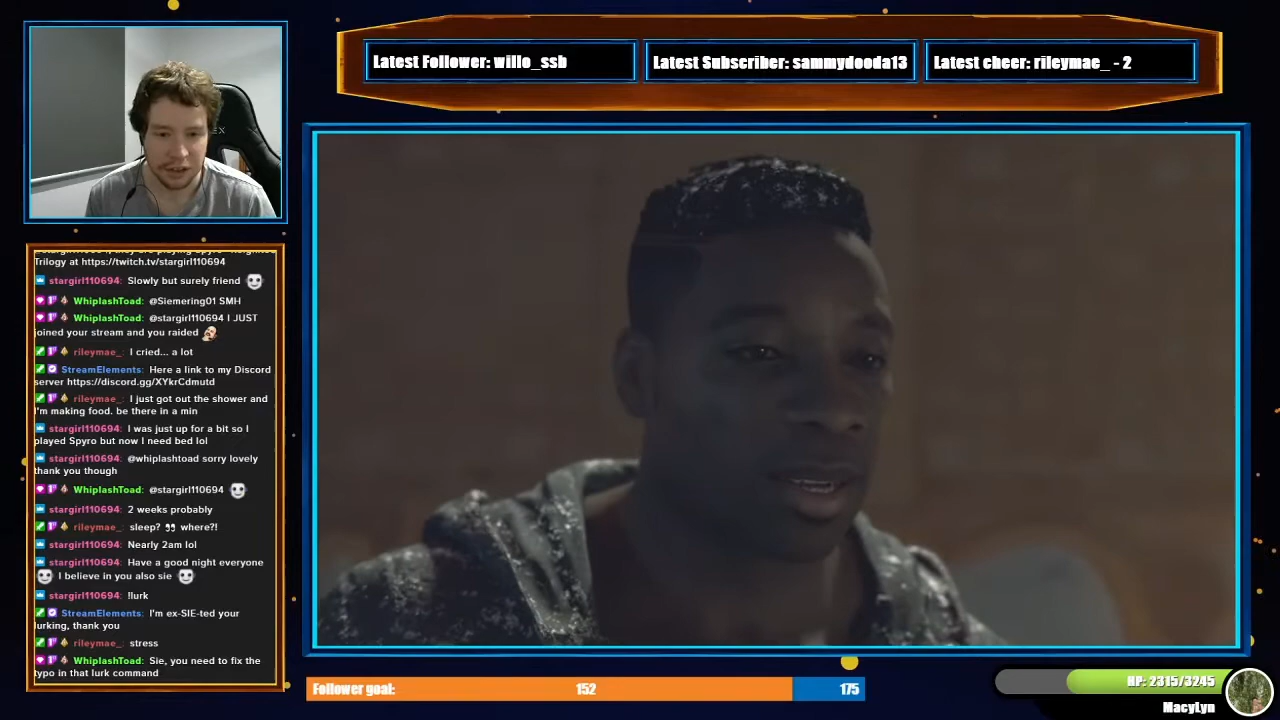 Latest Follower: willo_ssb
Latest Subscriber: sammydooda13
Latest cheer: rileymae_ - 2
EX
Trilogy at https://twitch.tv/stargirl110694
stargirl110694: Slowly but surely friend
WhiplashToad: @Siemering01 SMH
WhiplashToad: @stargirl110694 I JUST
joined your stream and you raided
rileymae_: I cried... a lot
StreamElements: Here a link to my Discord
server https://discord.gg/XYkrCdmutd
rileymae_: I just got out the shower and
I'm making food. be there in a min
stargirl110694: I was just up for a bit so I
played Spyro but now I need bed lol
stargirl110694: @whiplashtoad sorry lovely
thank you though
WhiplashToad: @stargirl110694
stargirl110694: 2 weeks probably
rileymae_: sleep? 👀 where?!
stargirl110694: Nearly 2am lol
stargirl110694: Have a good night everyone
I believe in you also sie
stargirl110694: !lurk
StreamElements: I'm ex-SIE-ted your
lurking, thank you
rileymae_: stress
WhiplashToad: Sie, you need to fix the
typo in that lurk command
Follower goal: 152 175
HP: 2315/3245
MacyLyn